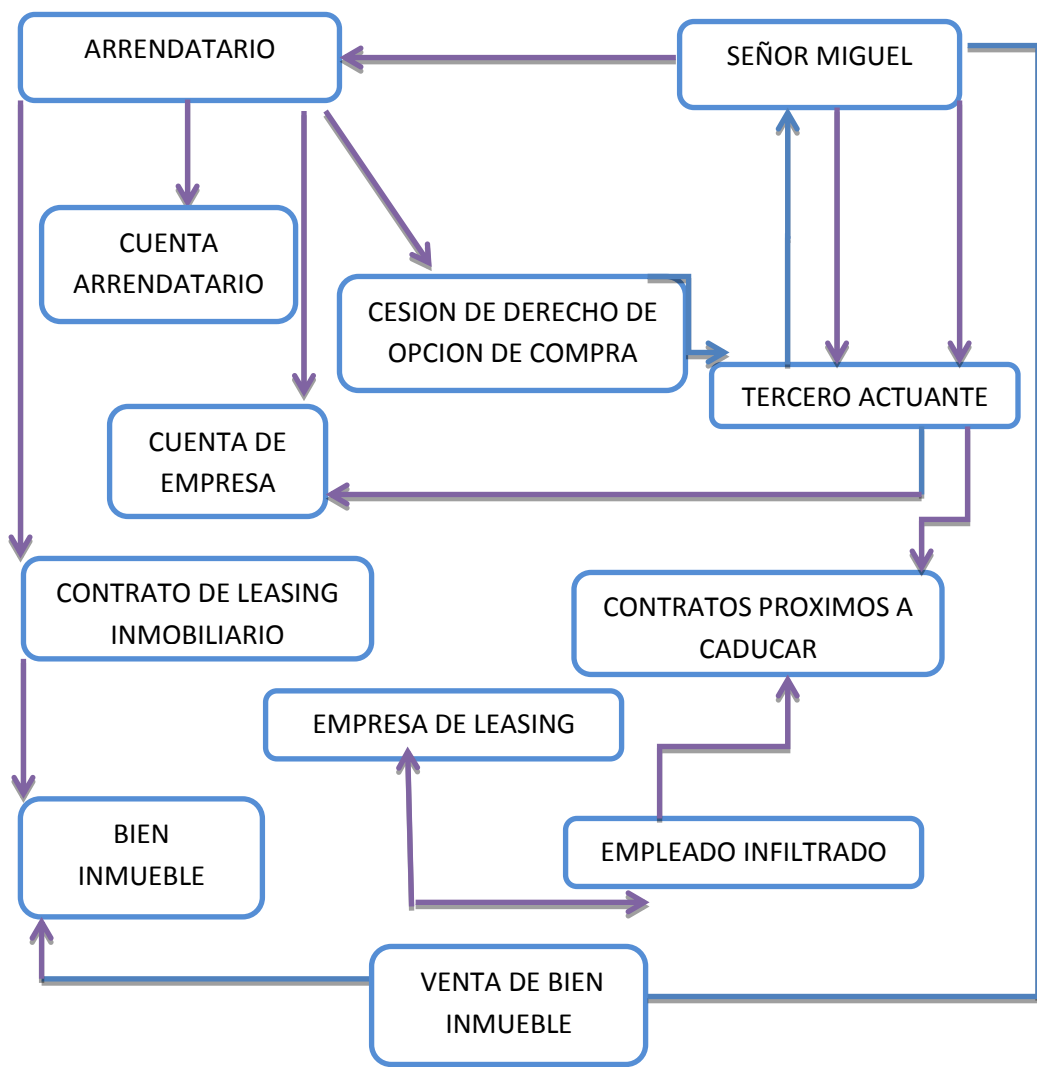 ARRENDATARIO
SEÑOR MIGUEL
CUENTA
ARRENDATARIO
CESION DE DERECHO DE
OPCION DE COMPRA
TERCERO ACTUANTE
CUENTA DE
EMPRESA
CONTRATO DE LEASING
INMOBILIARIO
CONTRATOS PROXIMOS A
CADUCAR
EMPRESA DE LEASING
EMPLEADO INFILTRADO
BIEN
INMUEBLE
VENTA DE BIEN
INMUEBLE